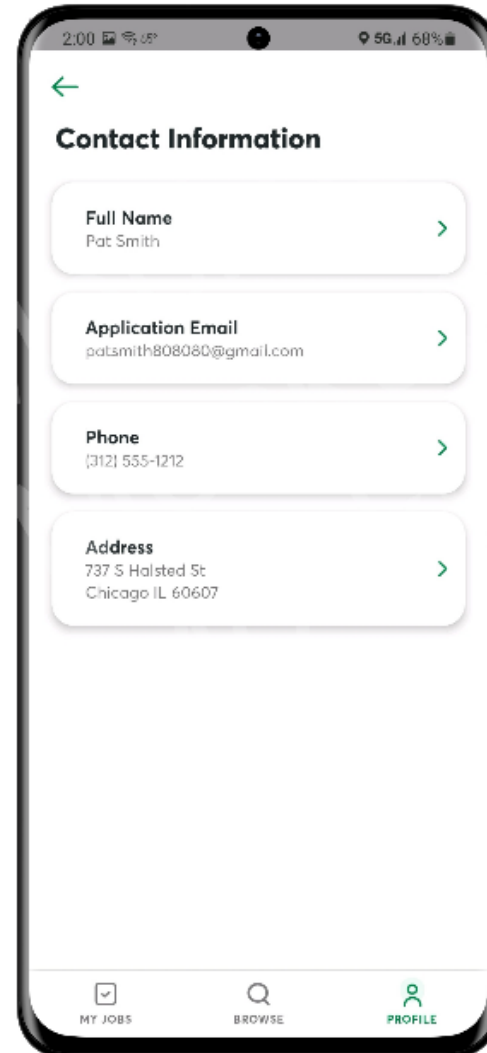 2:00
5G 68%
Contact Information
Full Name
Pat Smith
Application Email
patsmith808080@gmail.com
Phone
(312) 555-1212
Address
737 S Halsted St
Chicago IL 60607
MY JOBS
BROWSE
PROFILE